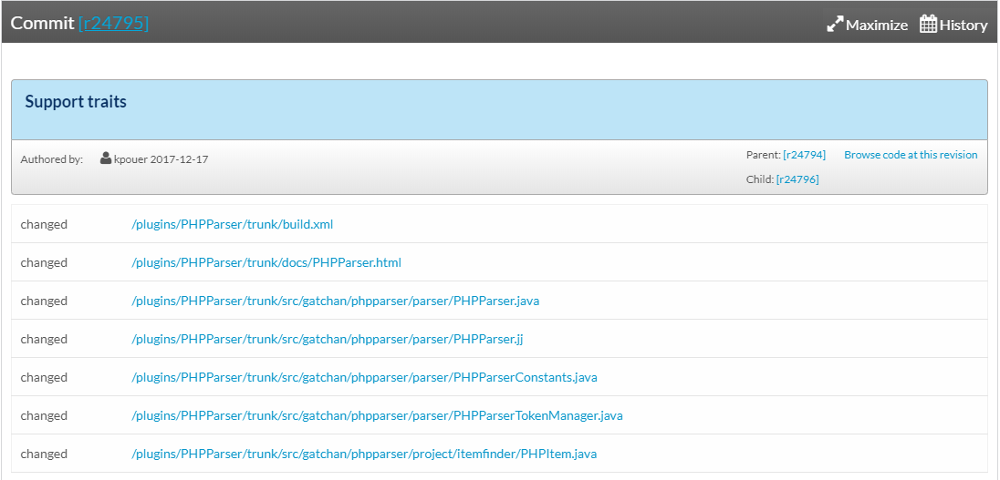 Commit [r24795]
Maximize History
Support traits
Authored by: kpouer 2017-12-17
Parent: [r24794] Browse code at this revision
Child: [r24796]
changed /plugins/PHPParser/trunk/build.xml
changed /plugins/PHPParser/trunk/docs/PHPParser.html
changed /plugins/PHPParser/trunk/src/gatchan/phpparser/parser/PHPParser.java
changed /plugins/PHPParser/trunk/src/gatchan/phpparser/parser/PHPParser.jj
changed /plugins/PHPParser/trunk/src/gatchan/phpparser/parser/PHPParserConstants.java
changed /plugins/PHPParser/trunk/src/gatchan/phpparser/parser/PHPParserTokenManager.java
changed /plugins/PHPParser/trunk/src/gatchan/phpparser/project/itemfinder/PHPItem.java